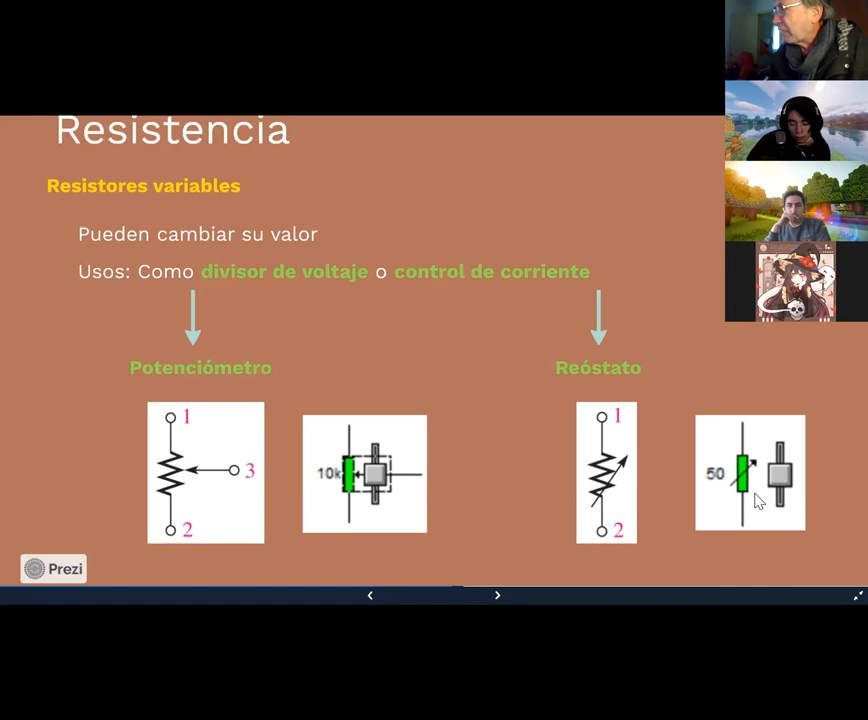 Resistencia
Resistores variables
Pueden cambiar su valor
Usos: Como divisor de voltaje o control de corriente
Potenciómetro
Reóstato
1
3
2
10k
1
2
50
Prezi